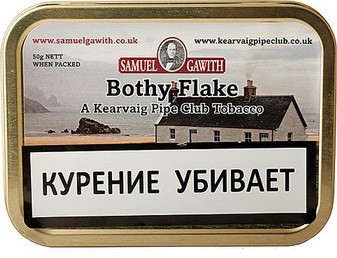 www.samuelgawith.co.uk www.kearvaigpipeclub.co.uk
50g NETT
WHEN PACKED
SAMUEL GAWITH
Bothy Flake
A Kearvaig Pipe Club Tobacco
КУРЕНИЕ УБИВАЕТ